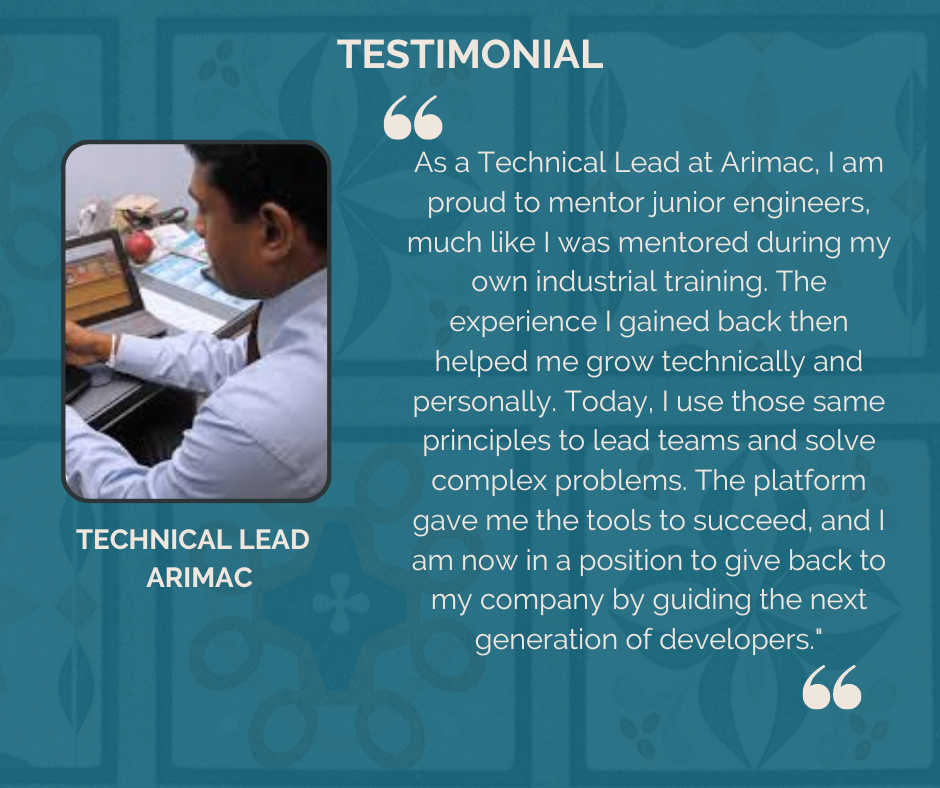 TESTIMONIAL
“
As a Technical Lead at Arimac, I am
proud to mentor junior engineers,
much like I was mentored during my
own industrial training. The
experience I gained back then
helped me grow technically and
personally. Today, I use those same
principles to lead teams and solve
complex problems. The platform
gave me the tools to succeed, and I
am now in a position to give back to
my company by guiding the next
generation of developers."
“
TECHNICAL LEAD
ARIMAC